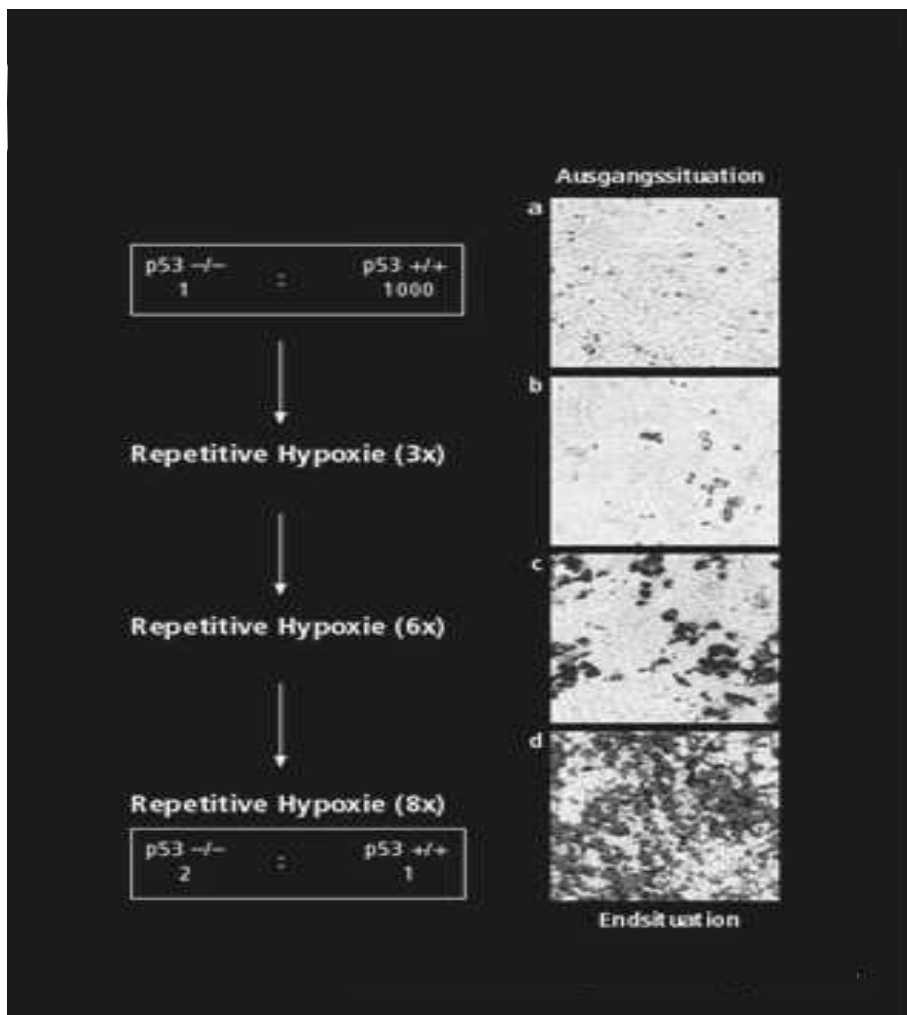 Ausgangssituation
a
p53 –/– : p53 +/+
1 1000
b
Repetitive Hypoxie (3x)
c
Repetitive Hypoxie (6x)
d
Repetitive Hypoxie (8x)
p53 –/– : p53 +/+
2 1
Endsituation